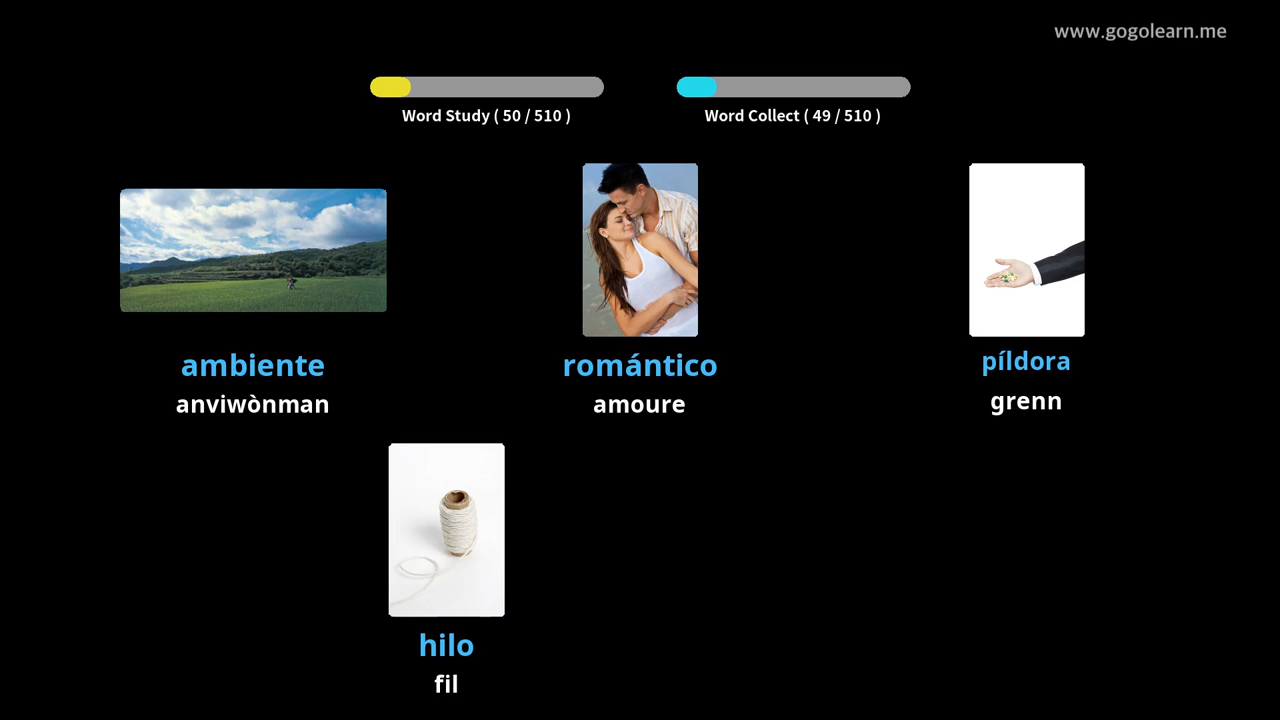 www.gogolearn.me
Word Study ( 50 / 510 )
Word Collect ( 49 / 510 )
ambiente
anviwònman
romántico
amoure
píldora
grenn
hilo
fil